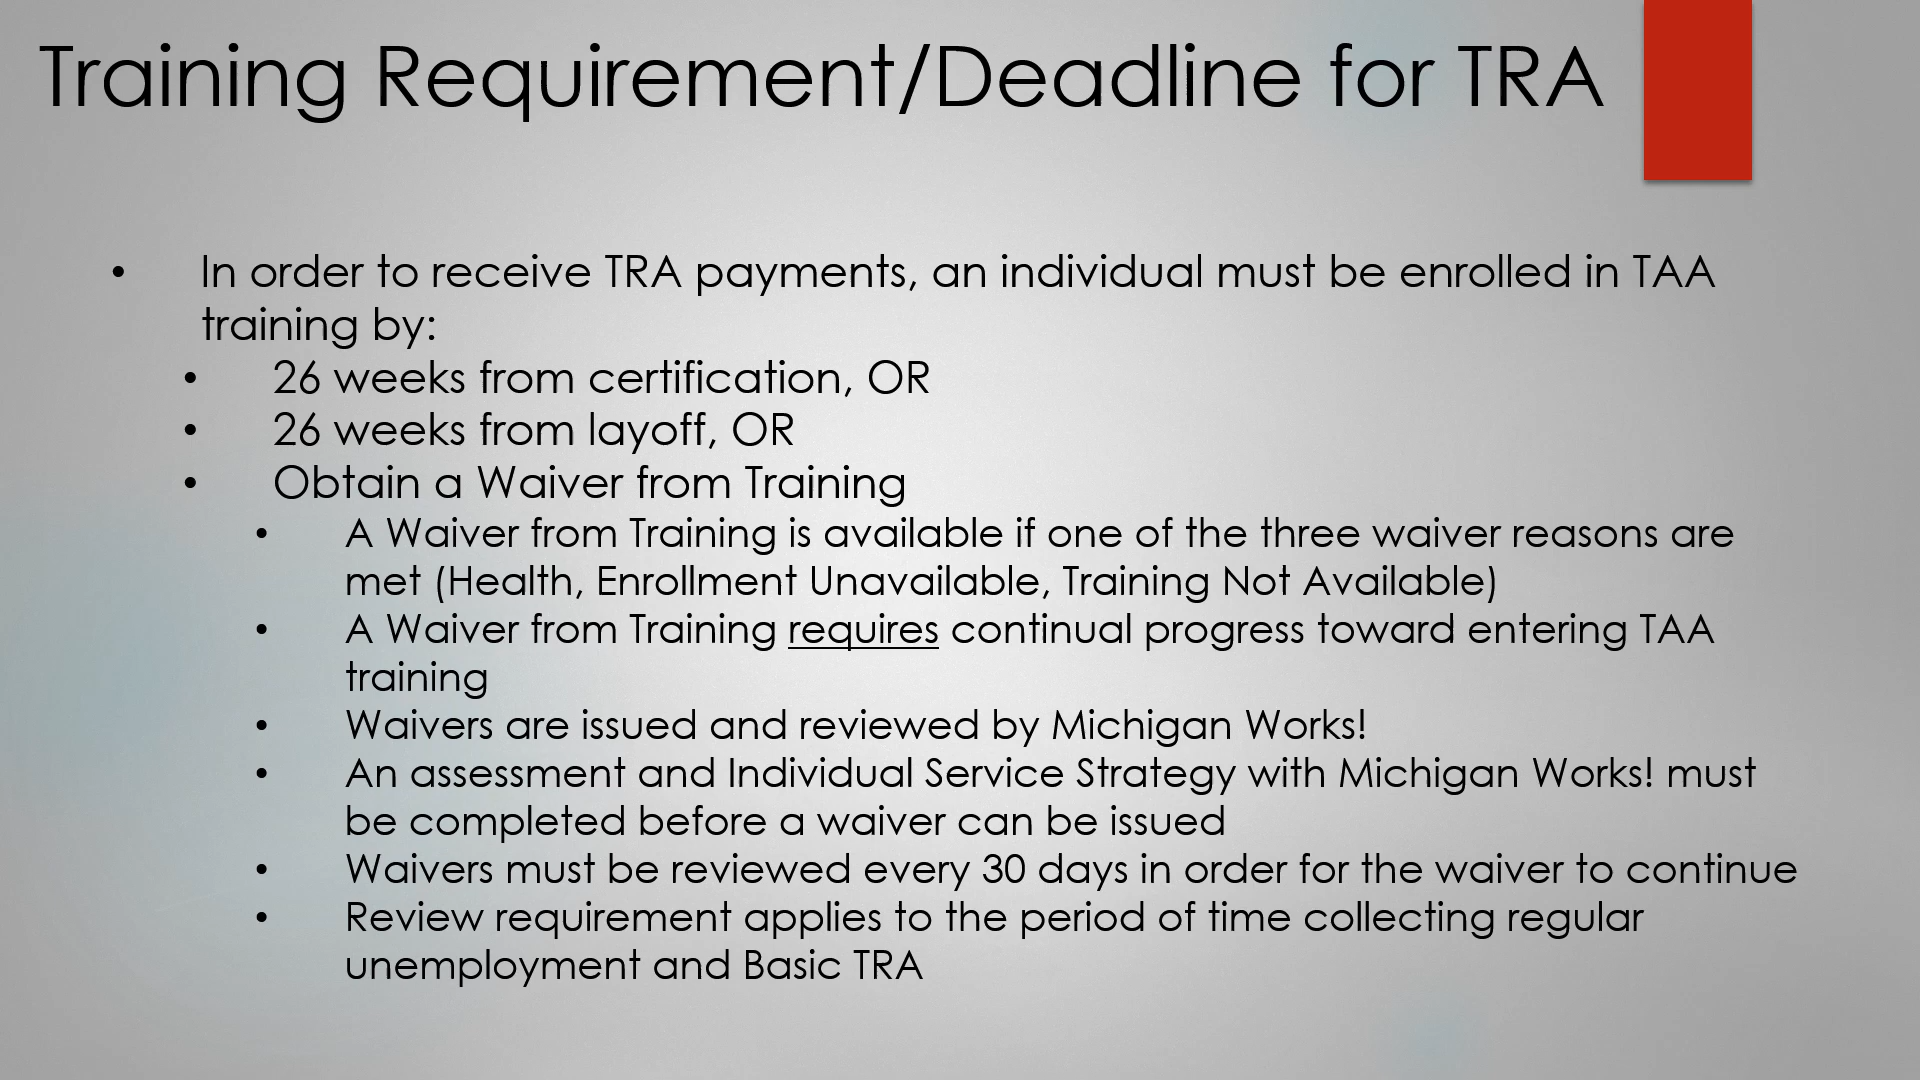 Training Requirement/Deadline for TRA
• In order to receive TRA payments, an individual must be enrolled in TAA
training by:
• 26 weeks from certification, OR
• 26 weeks from layoff, OR
• Obtain a Waiver from Training
• A Waiver from Training is available if one of the three waiver reasons are
met (Health, Enrollment Unavailable, Training Not Available)
• A Waiver from Training requires continual progress toward entering TAA
training
• Waivers are issued and reviewed by Michigan Works!
• An assessment and Individual Service Strategy with Michigan Works! must
be completed before a waiver can be issued
• Waivers must be reviewed every 30 days in order for the waiver to continue
• Review requirement applies to the period of time collecting regular
unemployment and Basic TRA